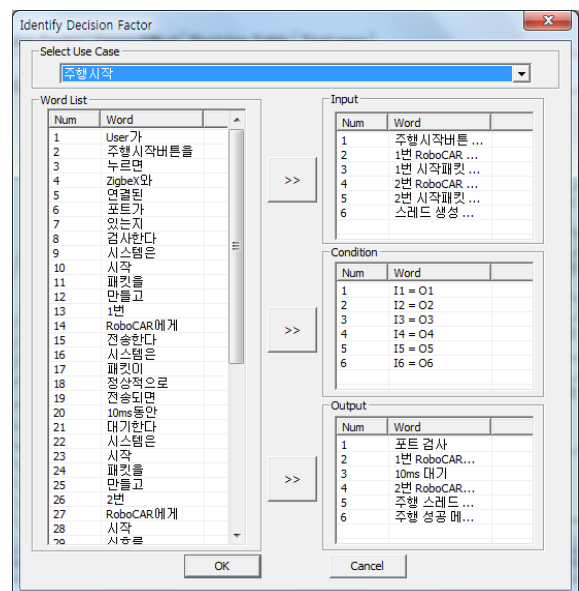 Identify Decision Factor
Select Use Case
주행시작
Word List
Num Word
1 User가
2 주행시작버튼을
3 누르면
4 ZigbeX와
5 연결된
6 포트가
7 있는지
8 검사한다
9 시스템은
10 시작
11 패킷을
12 만들고
13 1번
14 RoboCAR에게
15 전송한다
16 시스템은
17 패킷이
18 정상적으로
19 전송되면
20 10ms동안
21 대기한다
22 시스템은
23 시작
24 패킷을
25 만들고
26 2번
27 RoboCAR에게
28 시작
29 신호를
>>
>>
>>
Input
Num Word
1 주행시작버튼 ...
2 1번 RoboCAR ...
3 1번 시작패킷 ...
4 2번 RoboCAR ...
5 2번 시작패킷 ...
6 스레드 생성 ...
Condition
Num Word
1 I1 = O1
2 I2 = O2
3 I3 = O3
4 I4 = O4
5 I5 = O5
6 I6 = O6
Output
Num Word
1 포트 검사
2 1번 RoboCAR...
3 10ms 대기
4 2번 RoboCAR...
5 주행 스레드 ...
6 주행 성공 메...
OK
Cancel